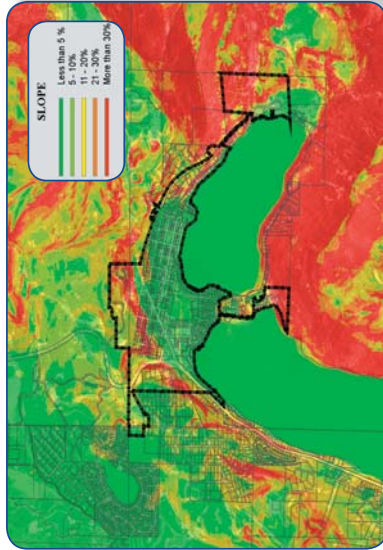 SLOPE
Less than 5 %
5 - 10%
11 - 20%
21 - 30%
More than 30%